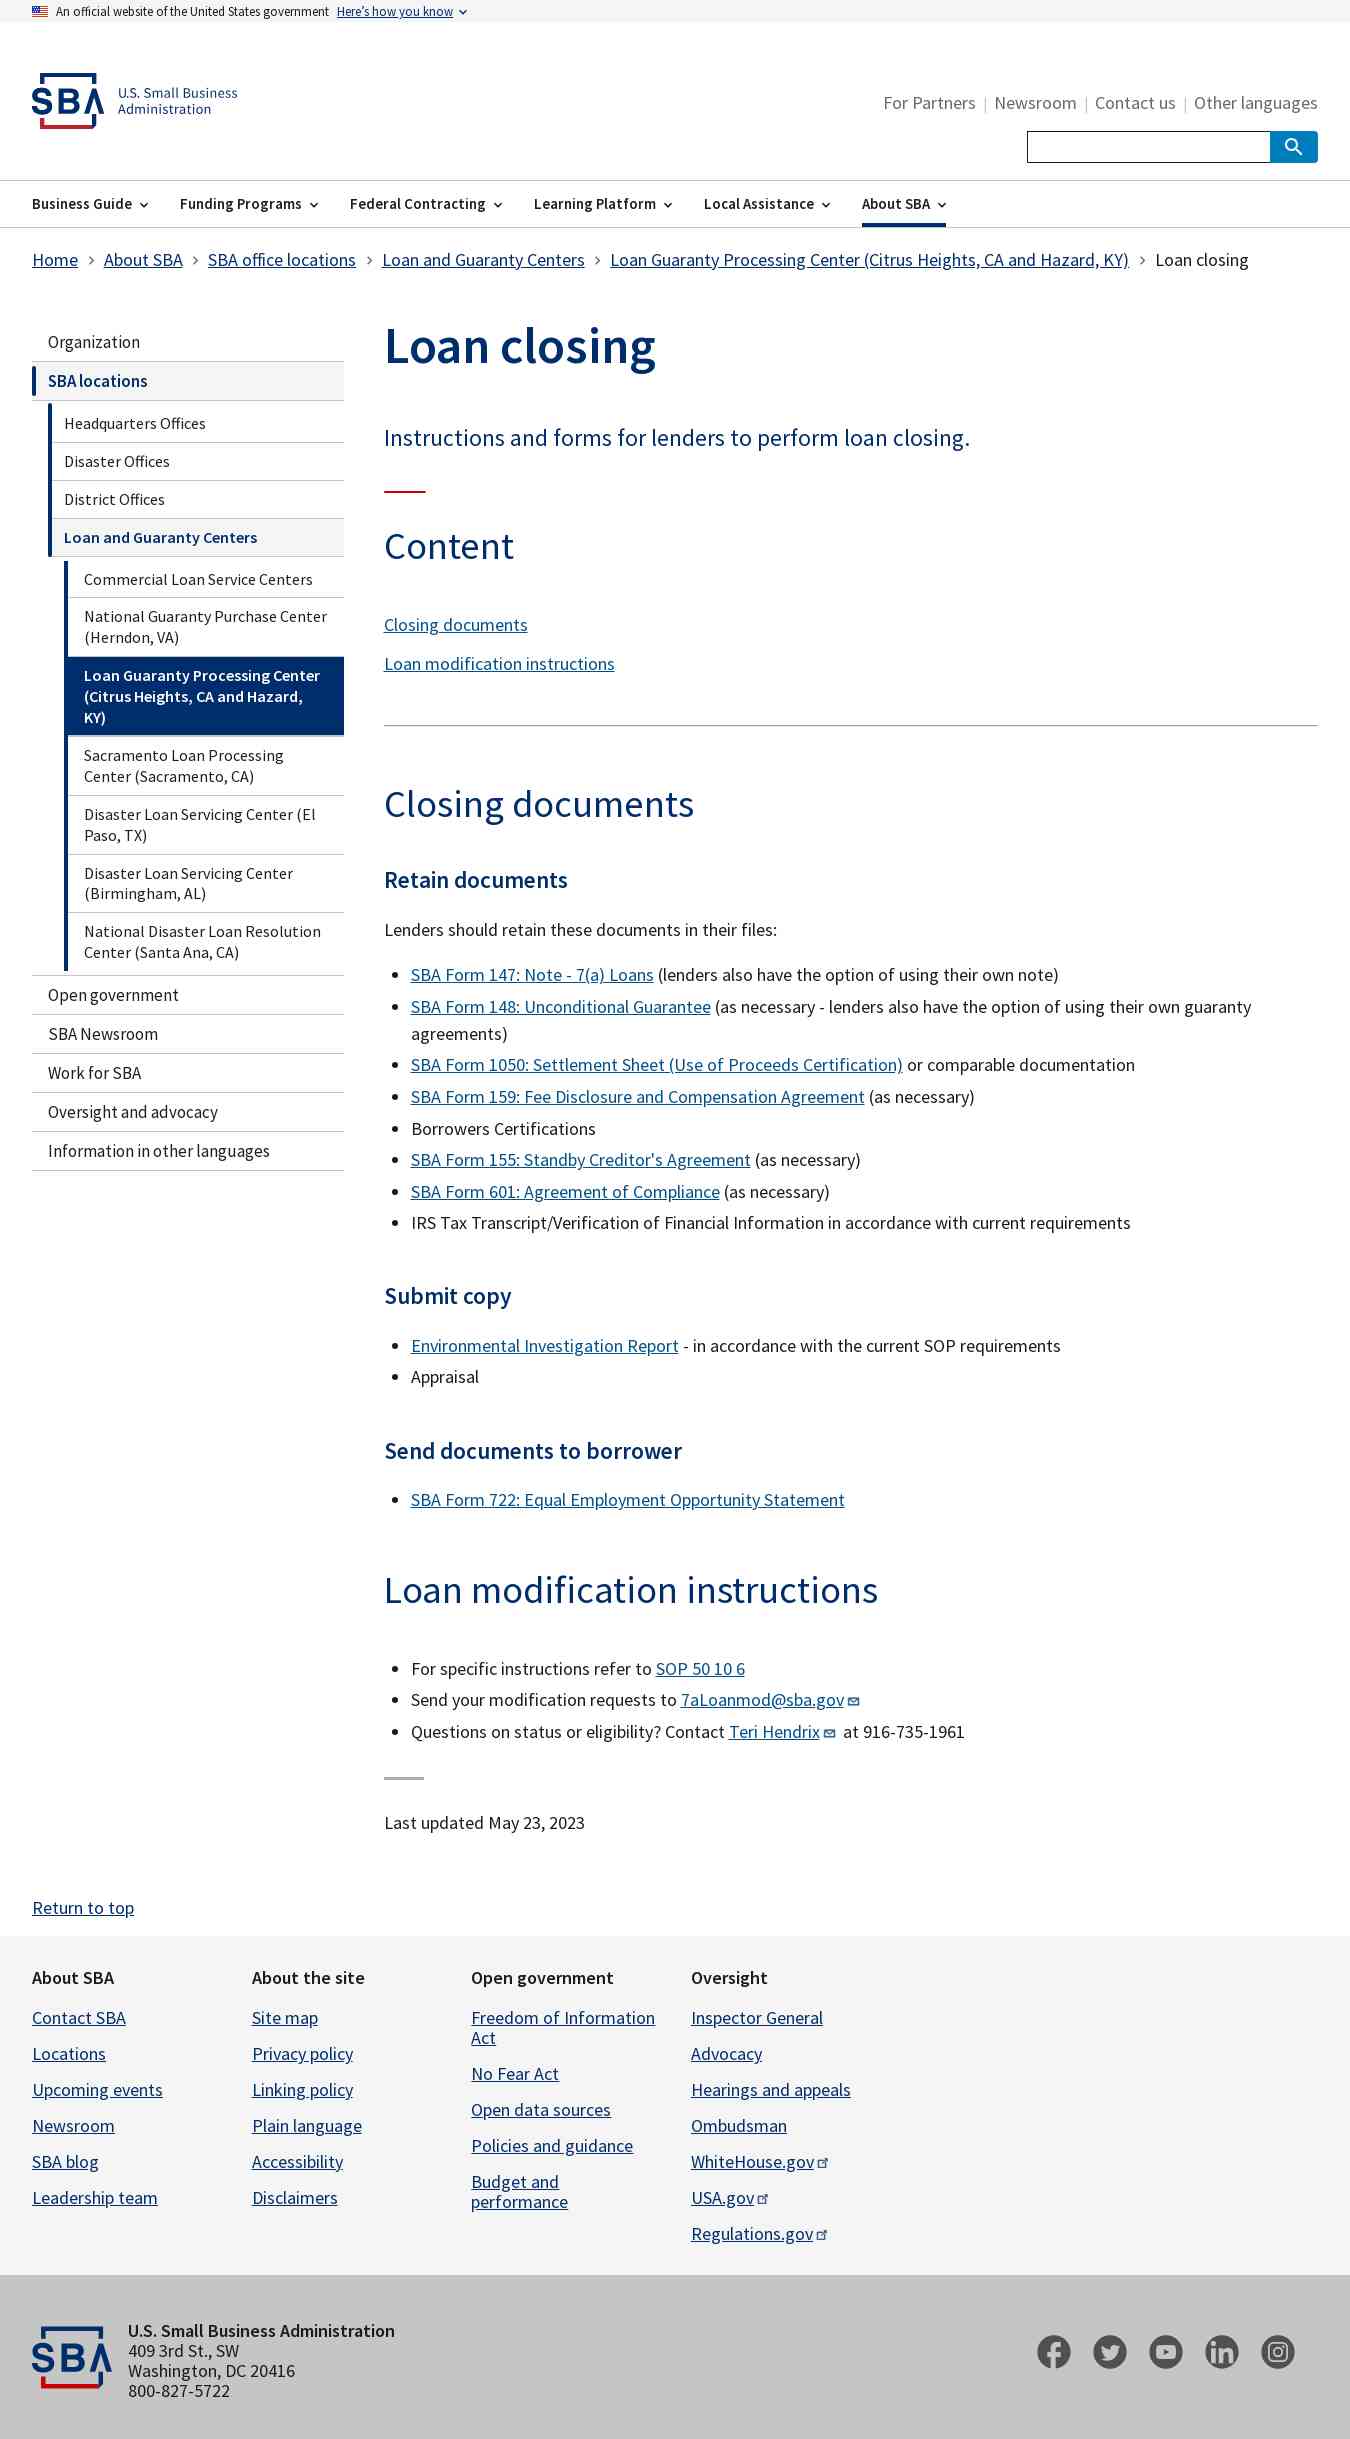 An official website of the United States government Here's how you know
SBA U.S. Small Business
Administration
For Partners | Newsroom | Contact us | Other languages
Business Guide Funding Programs Federal Contracting Learning Platform Local Assistance About SBA
Home > About SBA > SBA office locations > Loan and Guaranty Centers > Loan Guaranty Processing Center (Citrus Heights, CA and Hazard, KY) > Loan closing
Organization
SBA locations
Headquarters Offices
Disaster Offices
District Offices
Loan and Guaranty Centers
Commercial Loan Service Centers
National Guaranty Purchase Center
(Herndon, VA)
Loan Guaranty Processing Center
(Citrus Heights, CA and Hazard,
KY)
Sacramento Loan Processing
Center (Sacramento, CA)
Disaster Loan Servicing Center (El
Paso, TX)
Disaster Loan Servicing Center
(Birmingham, AL)
National Disaster Loan Resolution
Center (Santa Ana, CA)
Open government
SBA Newsroom
Work for SBA
Oversight and advocacy
Information in other languages
Loan closing
Instructions and forms for lenders to perform loan closing.
Content
Closing documents
Loan modification instructions
Closing documents
Retain documents
Lenders should retain these documents in their files:
• SBA Form 147: Note - 7(a) Loans (lenders also have the option of using their own note)
• SBA Form 148: Unconditional Guarantee (as necessary - lenders also have the option of using their own guaranty
agreements)
• SBA Form 1050: Settlement Sheet (Use of Proceeds Certification) or comparable documentation
• SBA Form 159: Fee Disclosure and Compensation Agreement (as necessary)
• Borrowers Certifications
• SBA Form 155: Standby Creditor's Agreement (as necessary)
• SBA Form 601: Agreement of Compliance (as necessary)
• IRS Tax Transcript/Verification of Financial Information in accordance with current requirements
Submit copy
• Environmental Investigation Report - in accordance with the current SOP requirements
• Appraisal
Send documents to borrower
• SBA Form 722: Equal Employment Opportunity Statement
Loan modification instructions
• For specific instructions refer to SOP 50 10 6
• Send your modification requests to 7aLoanmod@sba.gov
• Questions on status or eligibility? Contact Teri Hendrix at 916-735-1961
Last updated May 23, 2023
Return to top
About SBA
Contact SBA
Locations
Upcoming events
Newsroom
SBA blog
Leadership team
About the site
Site map
Privacy policy
Linking policy
Plain language
Accessibility
Disclaimers
Open government
Freedom of Information
Act
No Fear Act
Open data sources
Policies and guidance
Budget and
performance
Oversight
Inspector General
Advocacy
Hearings and appeals
Ombudsman
WhiteHouse.gov
USA.gov
Regulations.gov
SBA
U.S. Small Business Administration
409 3rd St., SW
Washington, DC 20416
800-827-5722